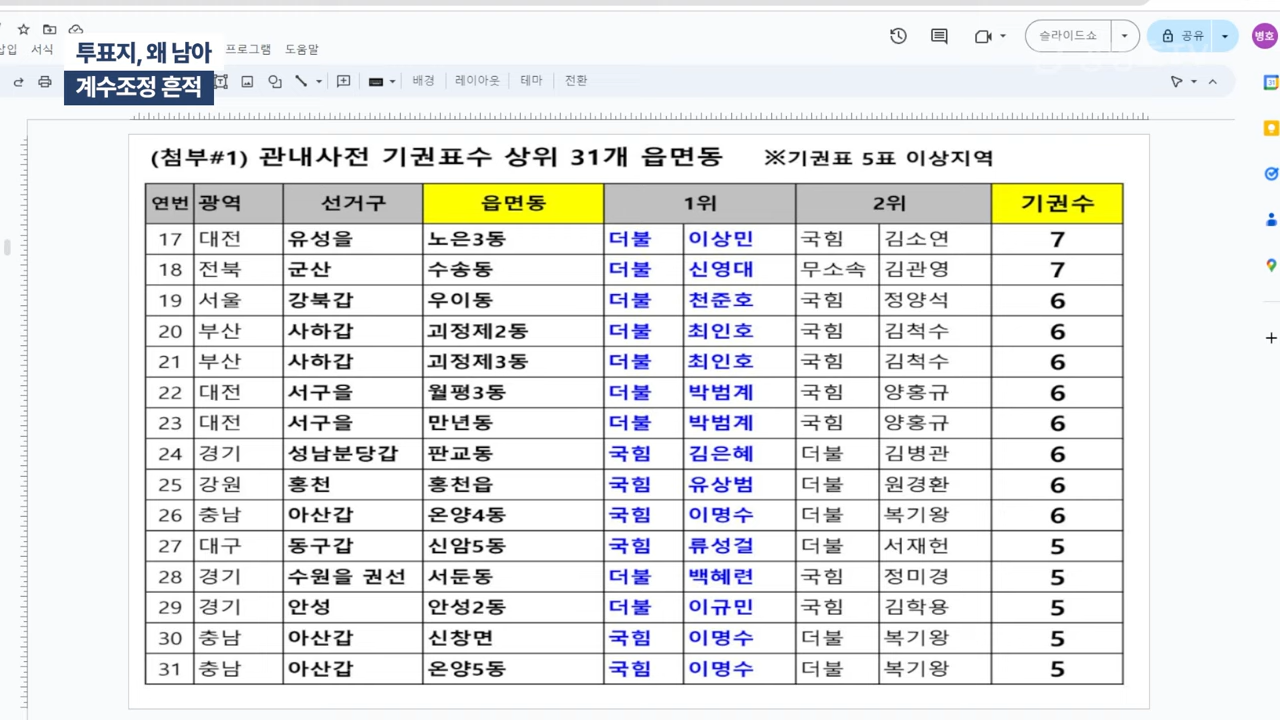 삽입 서식 프로그램 도움말
투표지, 왜 남아
계수조정 흔적
슬라이드쇼 공유 병호
배경 레이아웃 테마 전환
(첨부#1) 관내사전 기권표수 상위 31개 읍면동 ※기권표 5표 이상지역
연번 광역 선거구 읍면동 1위 2위 기권수
17 대전 유성을 노은3동 더불 이상민 국힘 김소연 7
18 전북 군산 수송동 더불 신영대 무소속 김관영 7
19 서울 강북갑 우이동 더불 천준호 국힘 정양석 6
20 부산 사하갑 괴정제2동 더불 최인호 국힘 김척수 6
21 부산 사하갑 괴정제3동 더불 최인호 국힘 김척수 6
22 대전 서구을 월평3동 더불 박범계 국힘 양홍규 6
23 대전 서구을 만년동 더불 박범계 국힘 양홍규 6
24 경기 성남분당갑 판교동 국힘 김은혜 더불 김병관 6
25 강원 홍천 홍천읍 국힘 유상범 더불 원경환 6
26 충남 아산갑 온양4동 국힘 이명수 더불 복기왕 6
27 대구 동구갑 신암5동 국힘 류성걸 더불 서재헌 5
28 경기 수원을 권선 서둔동 더불 백혜련 국힘 정미경 5
29 경기 안성 안성2동 더불 이규민 국힘 김학용 5
30 충남 아산갑 신창면 국힘 이명수 더불 복기왕 5
31 충남 아산갑 온양5동 국힘 이명수 더불 복기왕 5